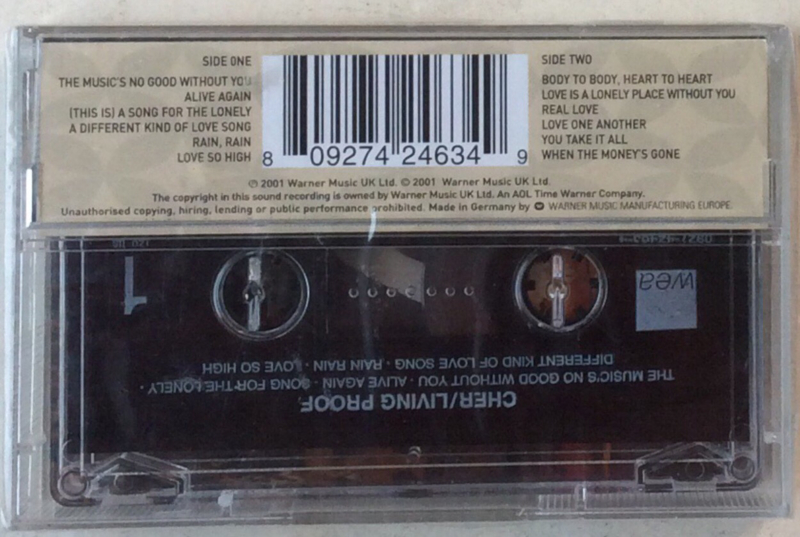 SIDE ONE
THE MUSIC'S NO GOOD WITHOUT YOU
ALIVE AGAIN
(THIS IS) A SONG FOR THE LONELY
A DIFFERENT KIND OF LOVE SONG
RAIN, RAIN
LOVE SO HIGH
8 09274 24634 9
SIDE TWO
BODY TO BODY, HEART TO HEART
LOVE IS A LONELY PLACE WITHOUT YOU
REAL LOVE
LOVE ONE ANOTHER
YOU TAKE IT ALL
WHEN THE MONEY'S GONE
℗ 2001 Warner Music UK Ltd. © 2001 Warner Music UK Ltd.
The copyright in this sound recording is owned by Warner Music UK Ltd. An AOL Time Warner Company.
Unauthorised copying, hiring, lending or public performance prohibited. Made in Germany by WARNER MUSIC MANUFACTURING EUROPE.
CHER/LIVING PROOF
THE MUSIC'S NO GOOD WITHOUT YOU · ALIVE AGAIN · SONG FOR THE LONELY ·
DIFFERENT KIND OF LOVE SONG · RAIN RAIN · LOVE SO HIGH
wea
1